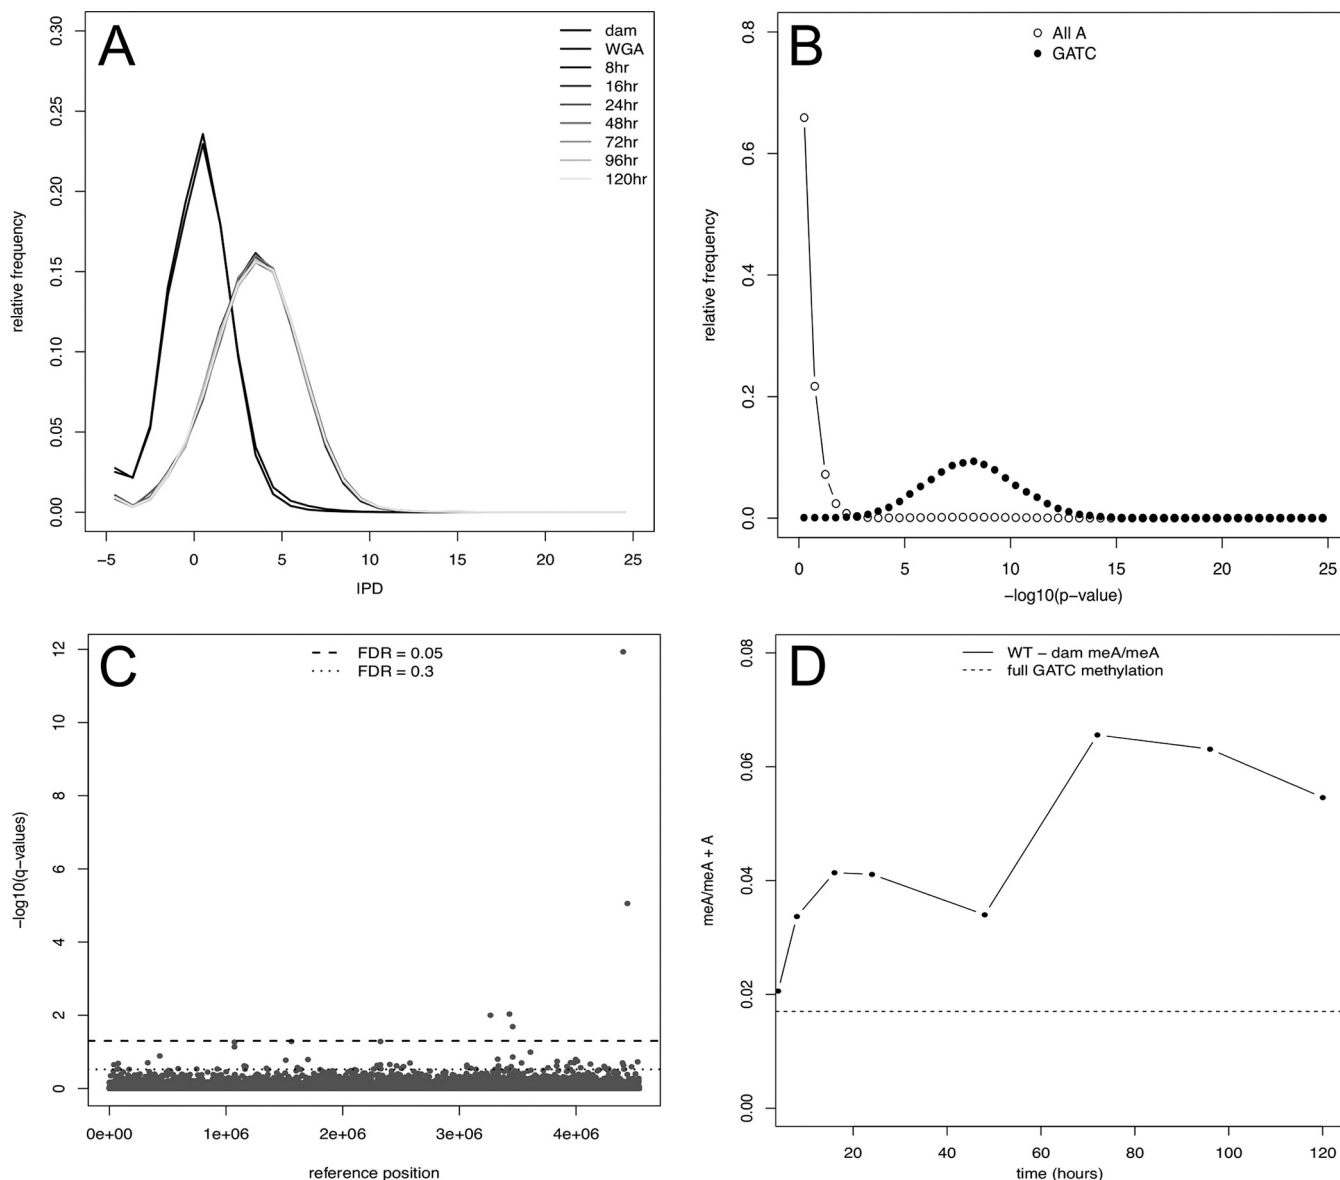 A
dam
WGA
8hr
16hr
24hr
48hr
72hr
96hr
120hr
0.30
0.25
0.20
0.15
0.10
0.05
0.00
relative frequency
−5 0 5 10 15 20 25
IPD
B
All A
GATC
0.8
0.6
0.4
0.2
0.0
relative frequency
0 5 10 15 20 25
−log10(p−value)
C
FDR = 0.05
FDR = 0.3
12
10
8
6
4
2
0
−log10(q−values)
0e+00 1e+06 2e+06 3e+06 4e+06
reference position
D
WT − dam meA/meA
full GATC methylation
0.08
0.06
0.04
0.02
0.00
meA/meA + A
20 40 60 80 100 120
time (hours)